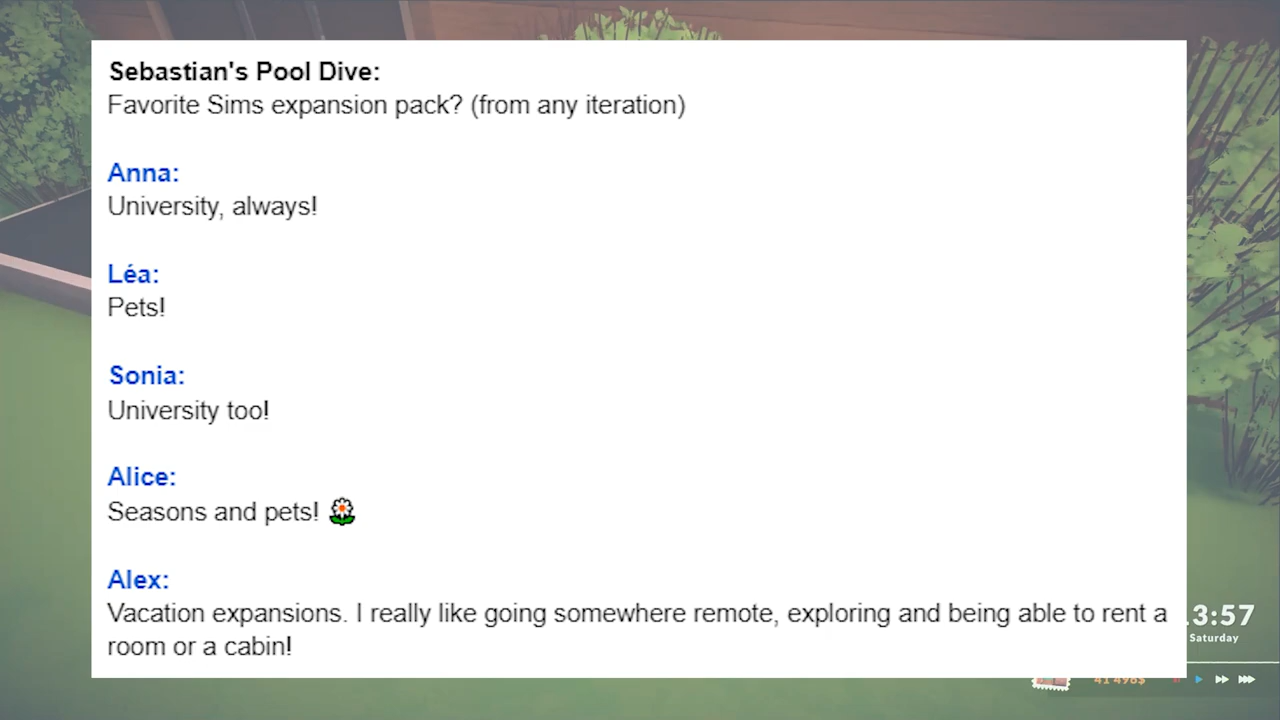 Sebastian's Pool Dive:
Favorite Sims expansion pack? (from any iteration)
Anna:
University, always!
Léa:
Pets!
Sonia:
University too!
Alice:
Seasons and pets!
Alex:
Vacation expansions. I really like going somewhere remote, exploring and being able to rent a
room or a cabin!
3:57
Saturday